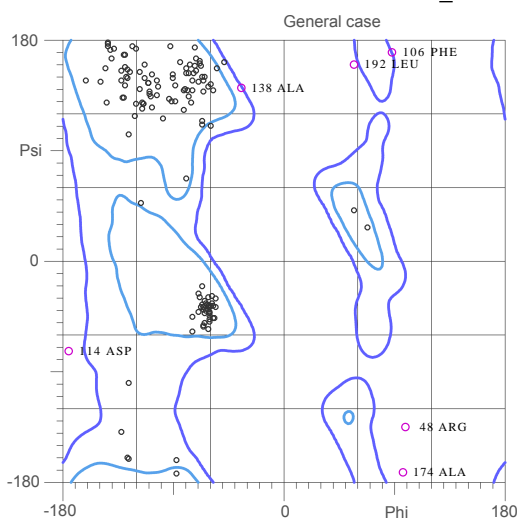 General case
180
106 PHE
192 LEU
138 ALA
Psi
0
114 ASP
48 ARG
174 ALA
-180
-180
0
Phi
180